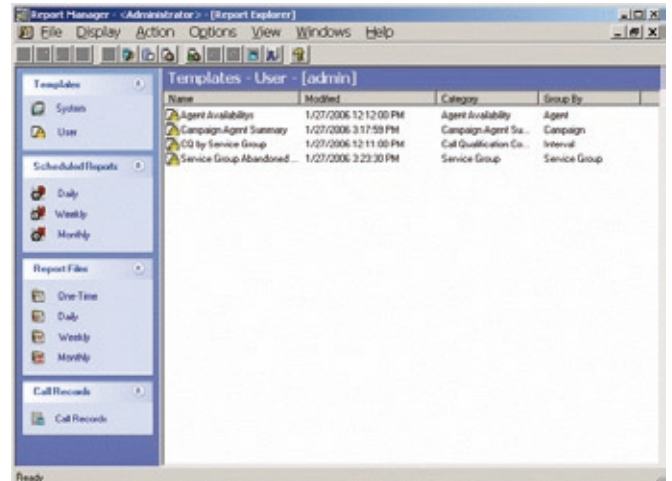 Report Manager - <Administrator> - [Report Explorer]
File Display Action Options View Windows Help
Templates
System
User
Scheduled Reports
Daily
Weekly
Monthly
Report Files
One-Time
Daily
Weekly
Monthly
Call Records
Call Records
Templates - User - [admin]
Name Modified Category Group By
Agent Availabilitys 1/27/2006 12:12:00 PM Agent Availability Agent
Campaign Agent Summary 1/27/2006 3:17:59 PM Campaign Agent Su... Campaign
CQ by Service Group 1/27/2006 12:11:00 PM Call Qualification Co... Interval
Service Group Abandoned ... 1/27/2006 3:23:30 PM Service Group Service Group
Ready